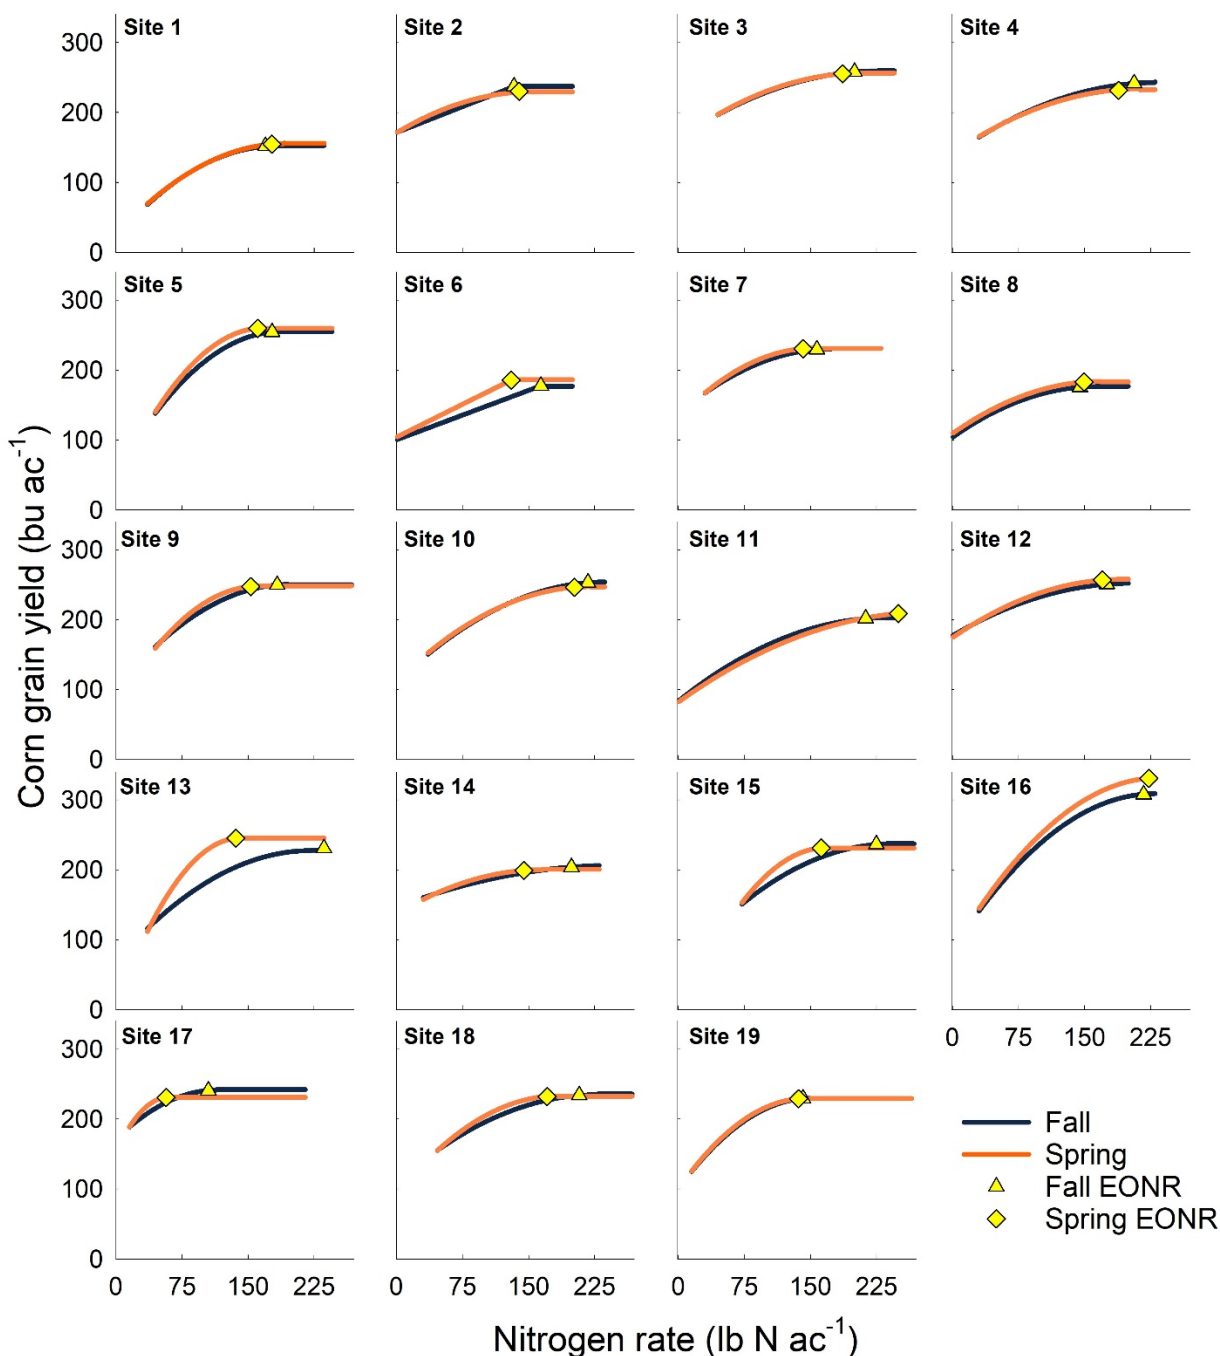 Corn grain yield (bu ac⁻¹)
Site 1
Site 2
Site 3
Site 4
300
200
100
0
Site 5
Site 6
Site 7
Site 8
300
200
100
0
Site 9
Site 10
Site 11
Site 12
300
200
100
0
Site 13
Site 14
Site 15
Site 16
300
200
100
0
0 75 150 225
Site 17
Site 18
Site 19
300
200
100
0
0 75 150 225
0 75 150 225
0 75 150 225
Fall
Spring
Fall EONR
Spring EONR
Nitrogen rate (lb N ac⁻¹)